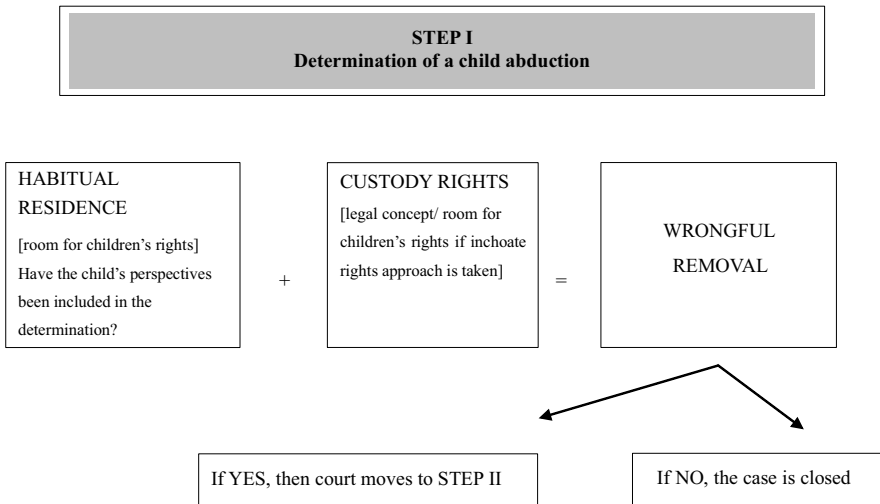 STEP I
Determination of a child abduction
HABITUAL
RESIDENCE
[room for children’s rights]
Have the child’s perspectives
been included in the
determination?
+
CUSTODY RIGHTS
[legal concept/ room for
children’s rights if inchoate
rights approach is taken]
=
WRONGFUL
REMOVAL
If YES, then court moves to STEP II
If NO, the case is closed